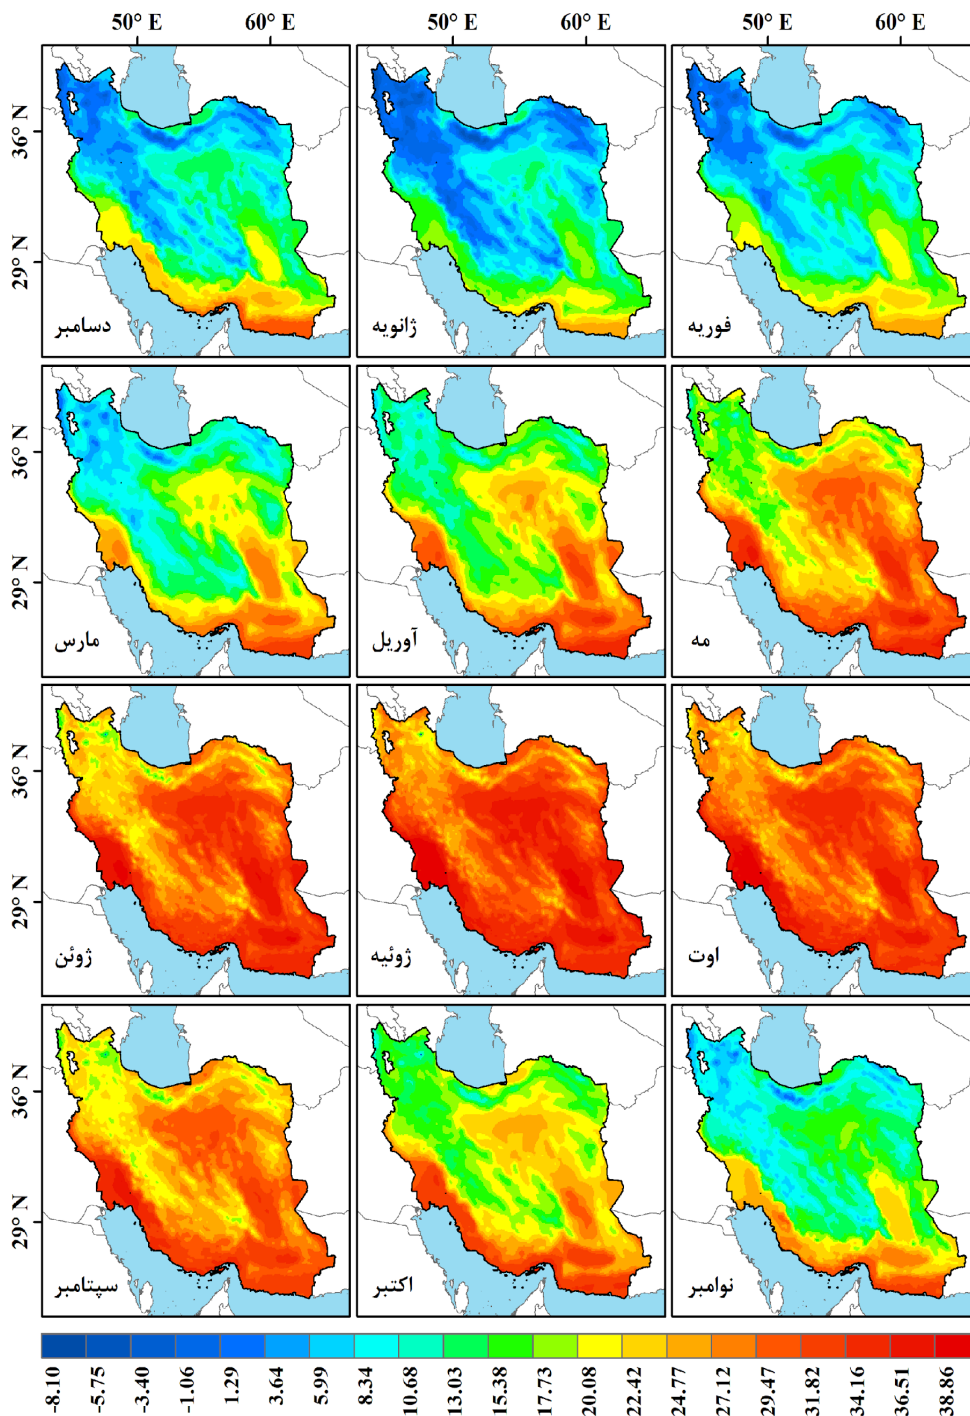 50° E 60° E 50° E 60° E 60° E
36° N
29° N
دسامبر ژانویه فوریه
36° N
29° N
مارس آوریل مه
36° N
29° N
ژوئن ژوئیه اوت
36° N
29° N
سپتامبر اکتبر نوامبر
-8.10 -5.75 -3.40 -1.06 1.29 3.64 5.99 8.34 10.68 13.03 15.38 17.73 20.08 22.42 24.77 27.12 29.47 31.82 34.16 36.51 38.86